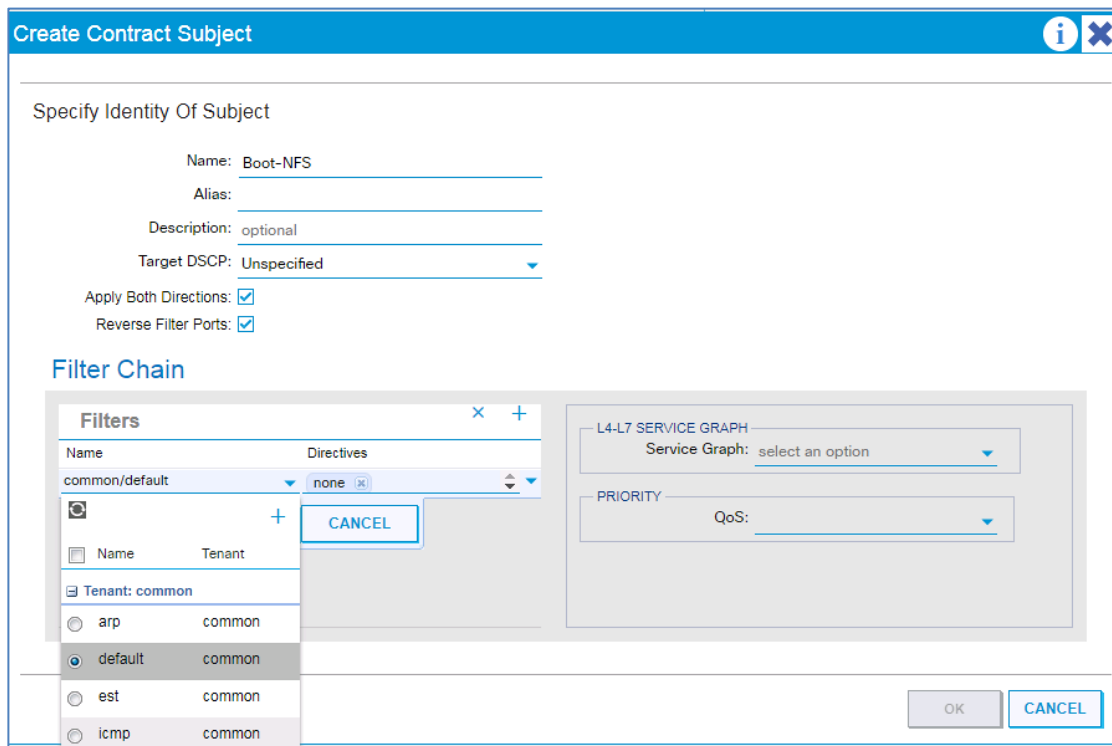 Create Contract Subject
i
Specify Identity Of Subject
Name: Boot-NFS
Alias:
Description: optional
Target DSCP: Unspecified
Apply Both Directions:
Reverse Filter Ports:
Filter Chain
Filters
Name Directives
common/default none
CANCEL
Name Tenant
Tenant: common
arp common
default common
est common
icmp common
L4-L7 SERVICE GRAPH
Service Graph: select an option
PRIORITY
QoS:
OK CANCEL